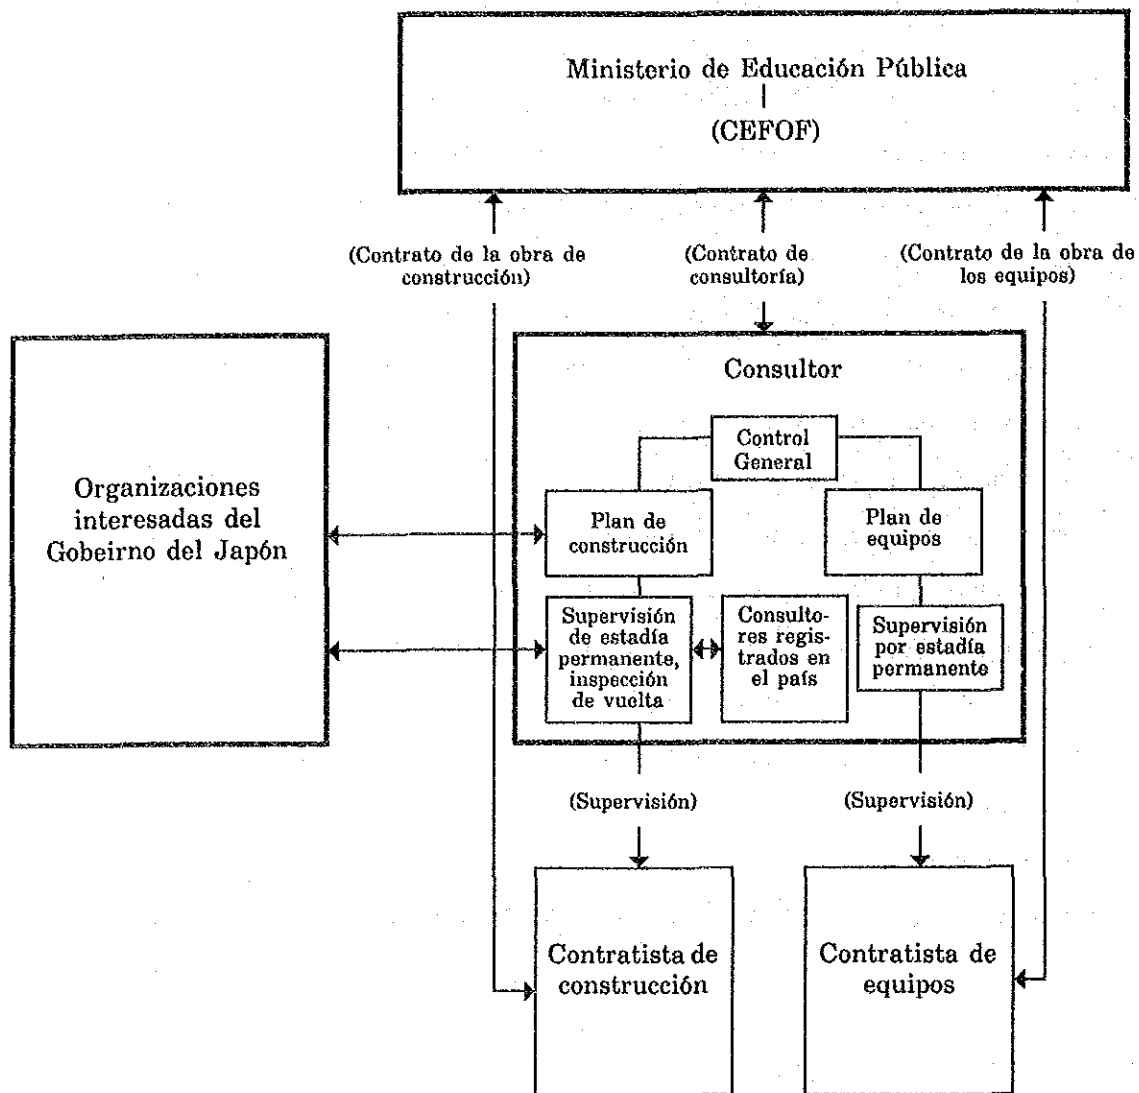 Ministerio de Educación Pública
(CEFOF)
(Contrato de la obra de
construcción)
(Contrato de
consultoría)
(Contrato de la obra de
los equipos)
Organizaciones
interesadas del
Gobeirno del Japón
Consultor
Control
General
Plan de
construcción
Plan de
equipos
Supervisión
de estadía
permanente,
inspección
de vuelta
Consulto-
res regis-
trados en
el país
Supervisión
por estadía
permanente
(Supervisión)
(Supervisión)
Contratista de
construcción
Contratista de
equipos